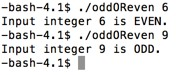 -bash-4.1$ ./oddOReven 6
Input integer 6 is EVEN.
-bash-4.1$ ./oddOReven 9
Input integer 9 is ODD.
-bash-4.1$